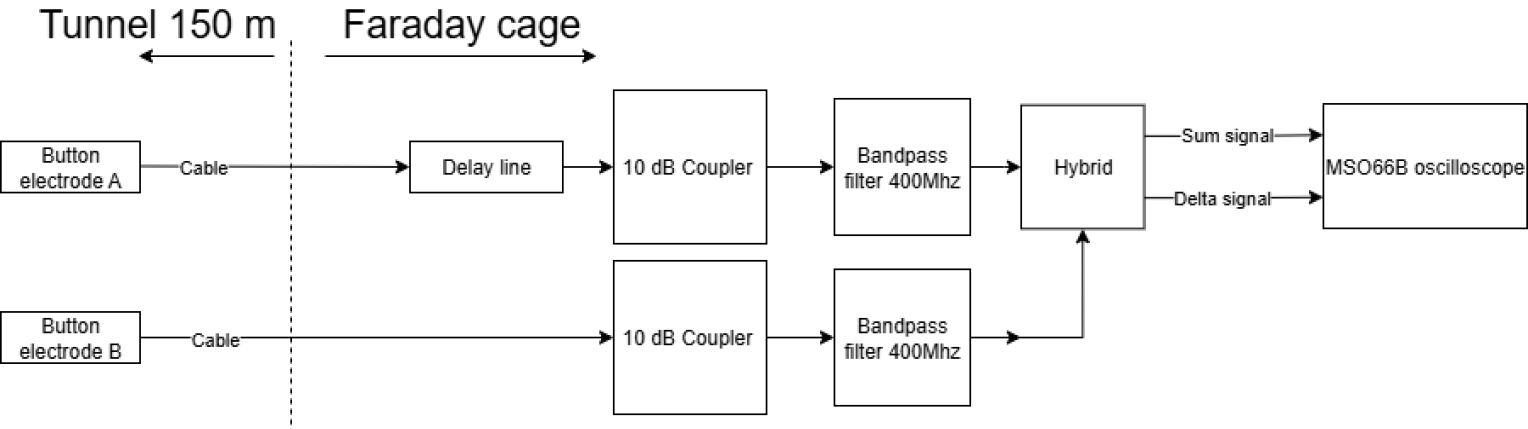 Tunnel 150 m
Faraday cage
Button
electrode A
Cable
Delay line
10 dB Coupler
Bandpass
filter 400Mhz
Hybrid
Sum signal
Delta signal
MSO66B oscilloscope
Button
electrode B
Cable
10 dB Coupler
Bandpass
filter 400Mhz